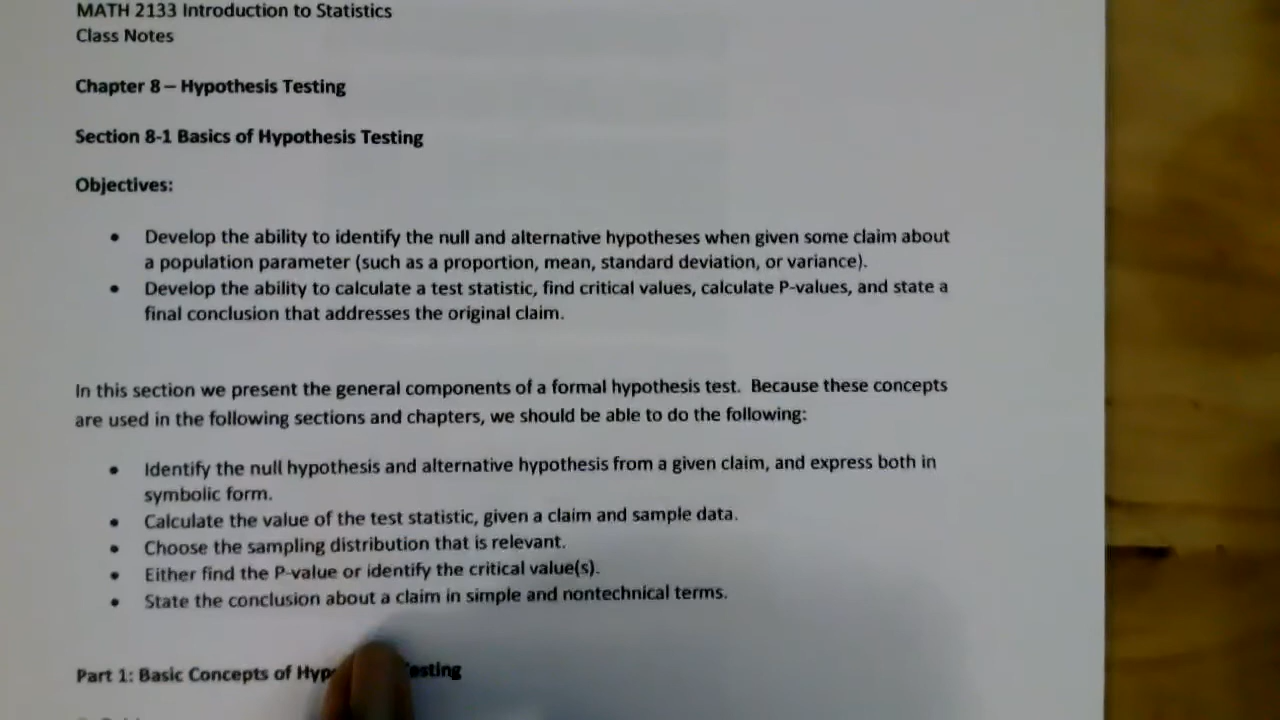 MATH 2133 Introduction to Statistics
Class Notes
Chapter 8 – Hypothesis Testing
Section 8-1 Basics of Hypothesis Testing
Objectives:
• Develop the ability to identify the null and alternative hypotheses when given some claim about
a population parameter (such as a proportion, mean, standard deviation, or variance).
• Develop the ability to calculate a test statistic, find critical values, calculate P-values, and state a
final conclusion that addresses the original claim.
In this section we present the general components of a formal hypothesis test. Because these concepts
are used in the following sections and chapters, we should be able to do the following:
• Identify the null hypothesis and alternative hypothesis from a given claim, and express both in
symbolic form.
• Calculate the value of the test statistic, given a claim and sample data.
• Choose the sampling distribution that is relevant.
• Either find the P-value or identify the critical value(s).
• State the conclusion about a claim in simple and nontechnical terms.
Part 1: Basic Concepts of